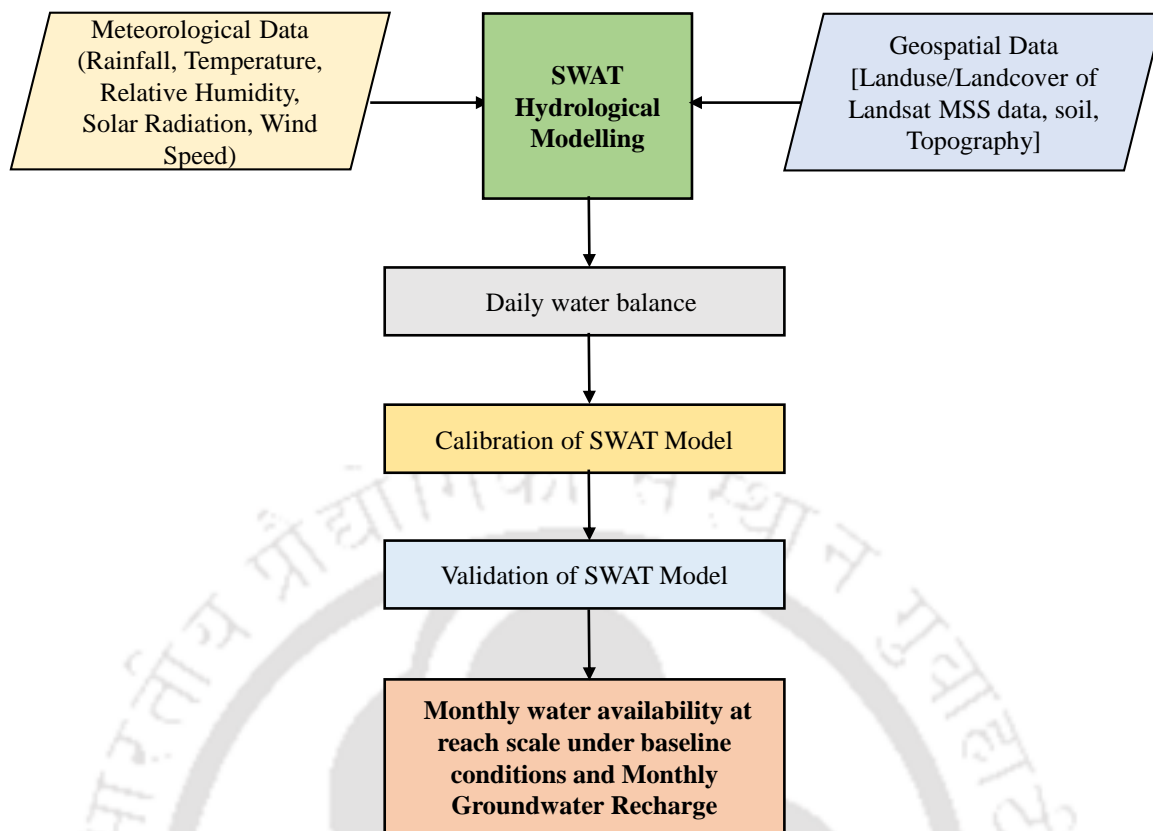 Meteorological Data
(Rainfall, Temperature,
Relative Humidity,
Solar Radiation, Wind
Speed)
SWAT
Hydrological
Modelling
Geospatial Data
[Landuse/Landcover of
Landsat MSS data, soil,
Topography]
Daily water balance
Calibration of SWAT Model
Validation of SWAT Model
Monthly water availability at
reach scale under baseline
conditions and Monthly
Groundwater Recharge
भारतीय प्रौद्योगिकी संस्थान गुवाहाटी